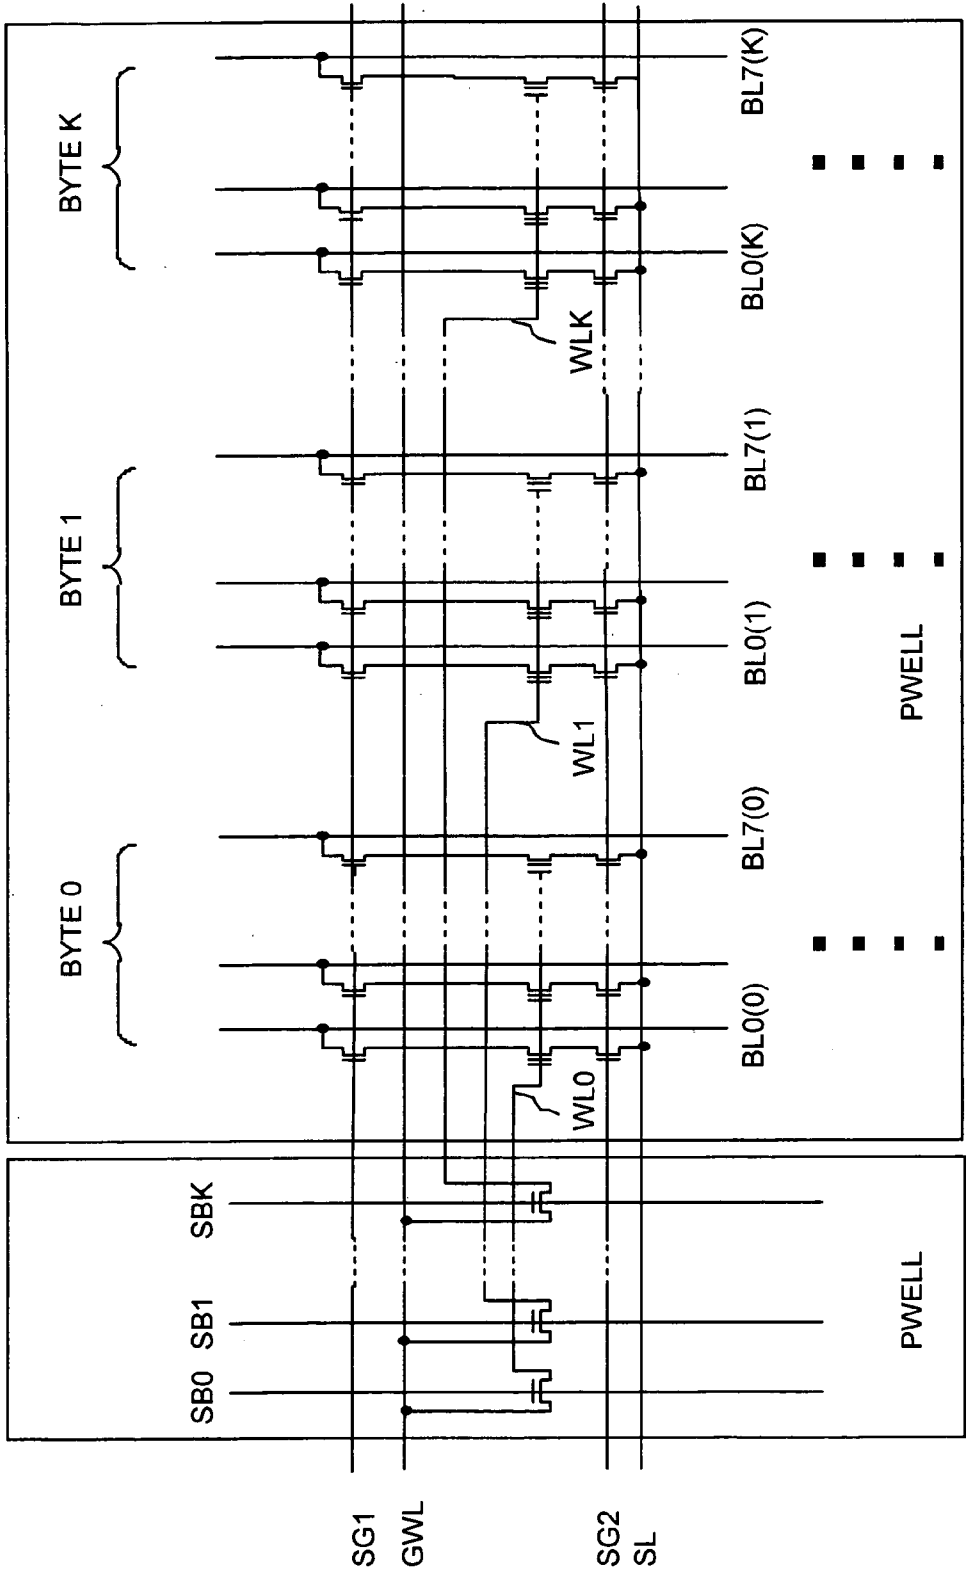 BYTE 0
BYTE 1
BYTE K
SB0
SB1
SBK
SG1
GWL
SG2
SL
WL0
WL1
WLK
BL0(0)
BL7(0)
BL0(1)
BL7(1)
BL0(K)
BL7(K)
PWELL
PWELL